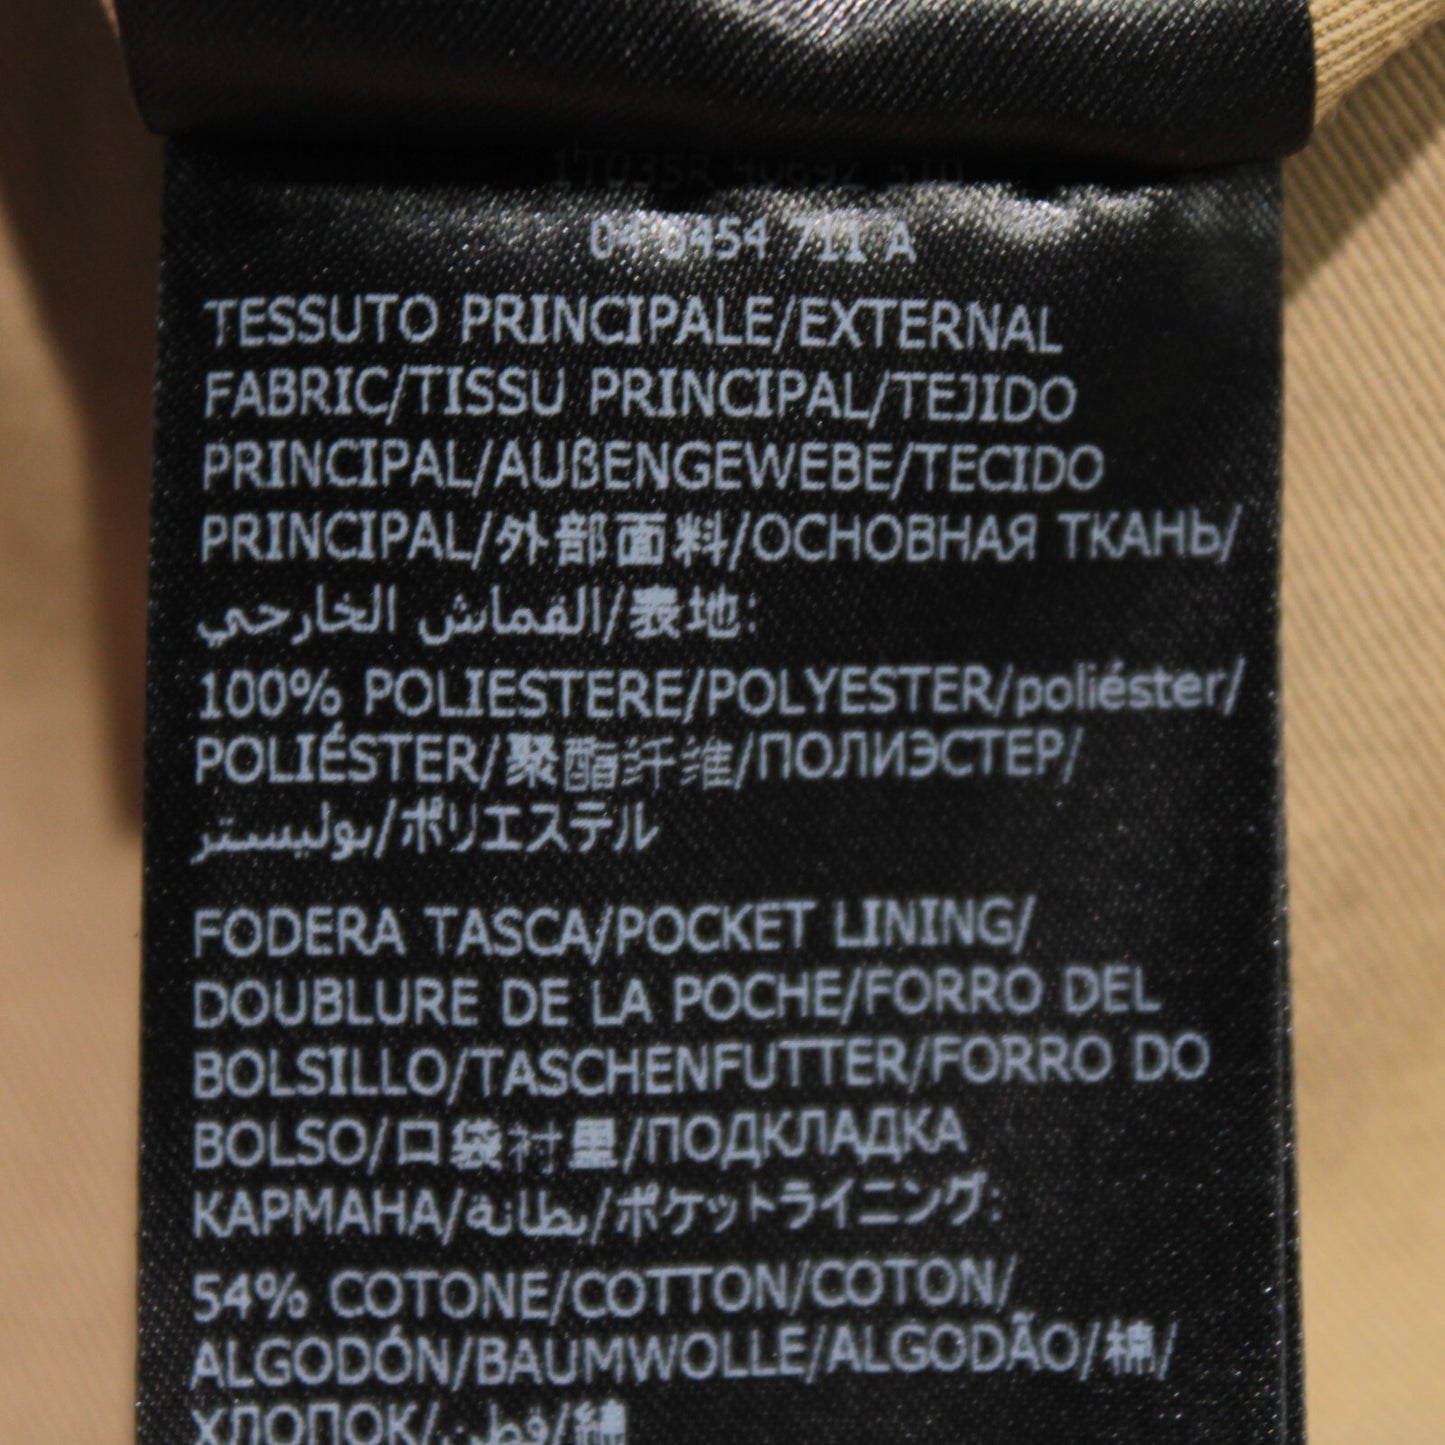 04 6454 711 A
TESSUTO PRINCIPALE/EXTERNAL
FABRIC/TISSU PRINCIPAL/TEJIDO
PRINCIPAL/AUßENGEWEBE/TECIDO
PRINCIPAL/外部面料/ОСНОВНАЯ ТКАНЬ/
القماش الخارجي/表地:
100% POLIESTERE/POLYESTER/poliéster/
POLIÉSTER/聚酯纤维/ПОЛИЭСТЕР/
بوليستر/ポリエステル
FODERA TASCA/POCKET LINING/
DOUBLURE DE LA POCHE/FORRO DEL
BOLSILLO/TASCHENFUTTER/FORRO DO
BOLSO/口袋衬里/ПОДКЛАДКА
КАРМАНА/بطانة/ポケットライニング:
54% COTONE/COTTON/COTON/
ALGODÓN/BAUMWOLLE/ALGODÃO/棉/
ХЛОПОК/قطن/綿